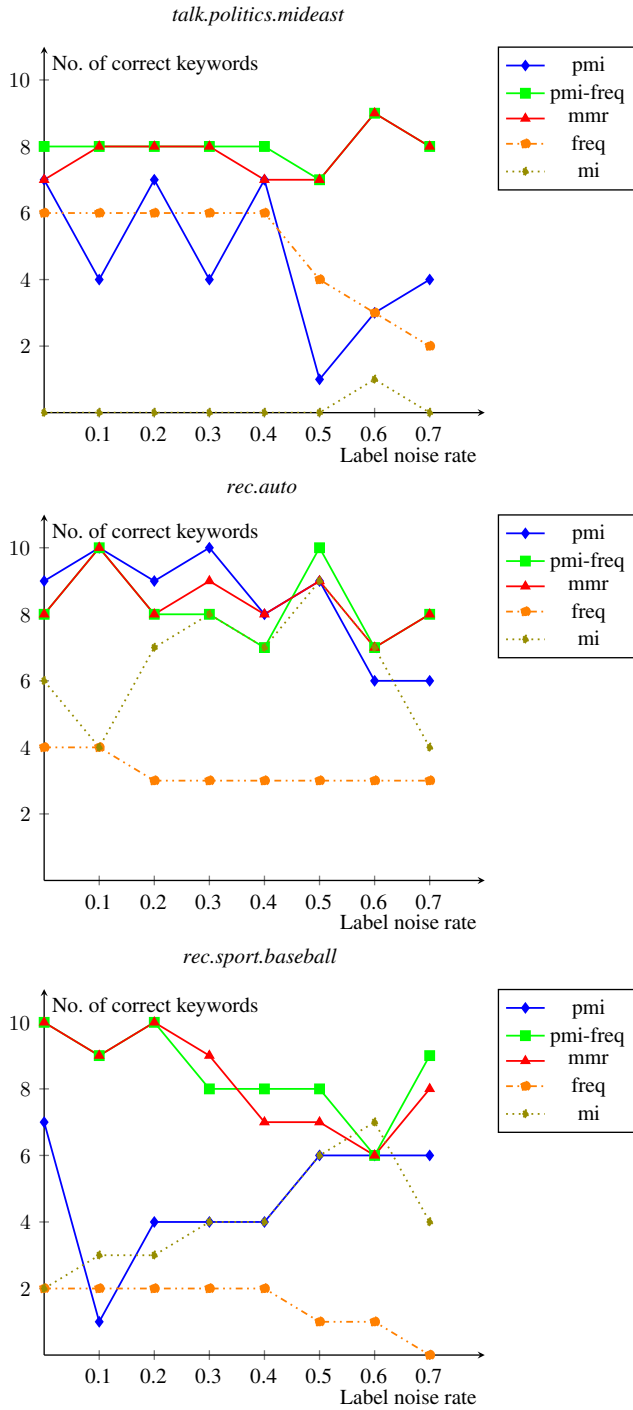 talk.politics.mideast
No. of correct keywords
10
8
6
4
2
0.1 0.2 0.3 0.4 0.5 0.6 0.7
Label noise rate
pmi
pmi-freq
mmr
freq
mi
rec.auto
No. of correct keywords
10
8
6
4
2
0.1 0.2 0.3 0.4 0.5 0.6 0.7
Label noise rate
pmi
pmi-freq
mmr
freq
mi
rec.sport.baseball
No. of correct keywords
10
8
6
4
2
0.1 0.2 0.3 0.4 0.5 0.6 0.7
Label noise rate
pmi
pmi-freq
mmr
freq
mi